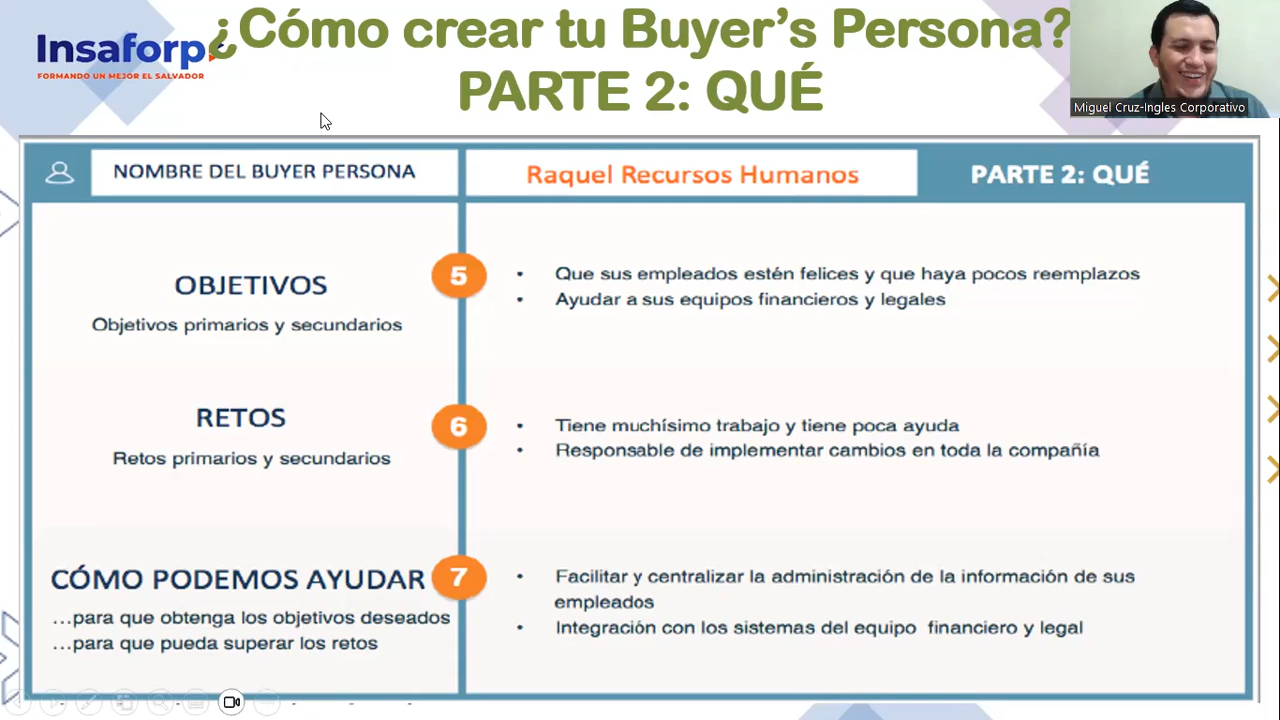 ¿Cómo crear tu Buyer's Persona?
PARTE 2: QUÉ
Insaforp
FORMANDO UN MEJOR EL SALVADOR
Miguel Cruz-Ingles Corporativo
NOMBRE DEL BUYER PERSONA
Raquel Recursos Humanos
PARTE 2: QUÉ
OBJETIVOS
Objetivos primarios y secundarios
5
• Que sus empleados estén felices y que haya pocos reemplazos
• Ayudar a sus equipos financieros y legales
RETOS
Retos primarios y secundarios
6
• Tiene muchísimo trabajo y tiene poca ayuda
• Responsable de implementar cambios en toda la compañía
CÓMO PODEMOS AYUDAR
...para que obtenga los objetivos deseados
...para que pueda superar los retos
7
• Facilitar y centralizar la administración de la información de sus
empleados
• Integración con los sistemas del equipo financiero y legal